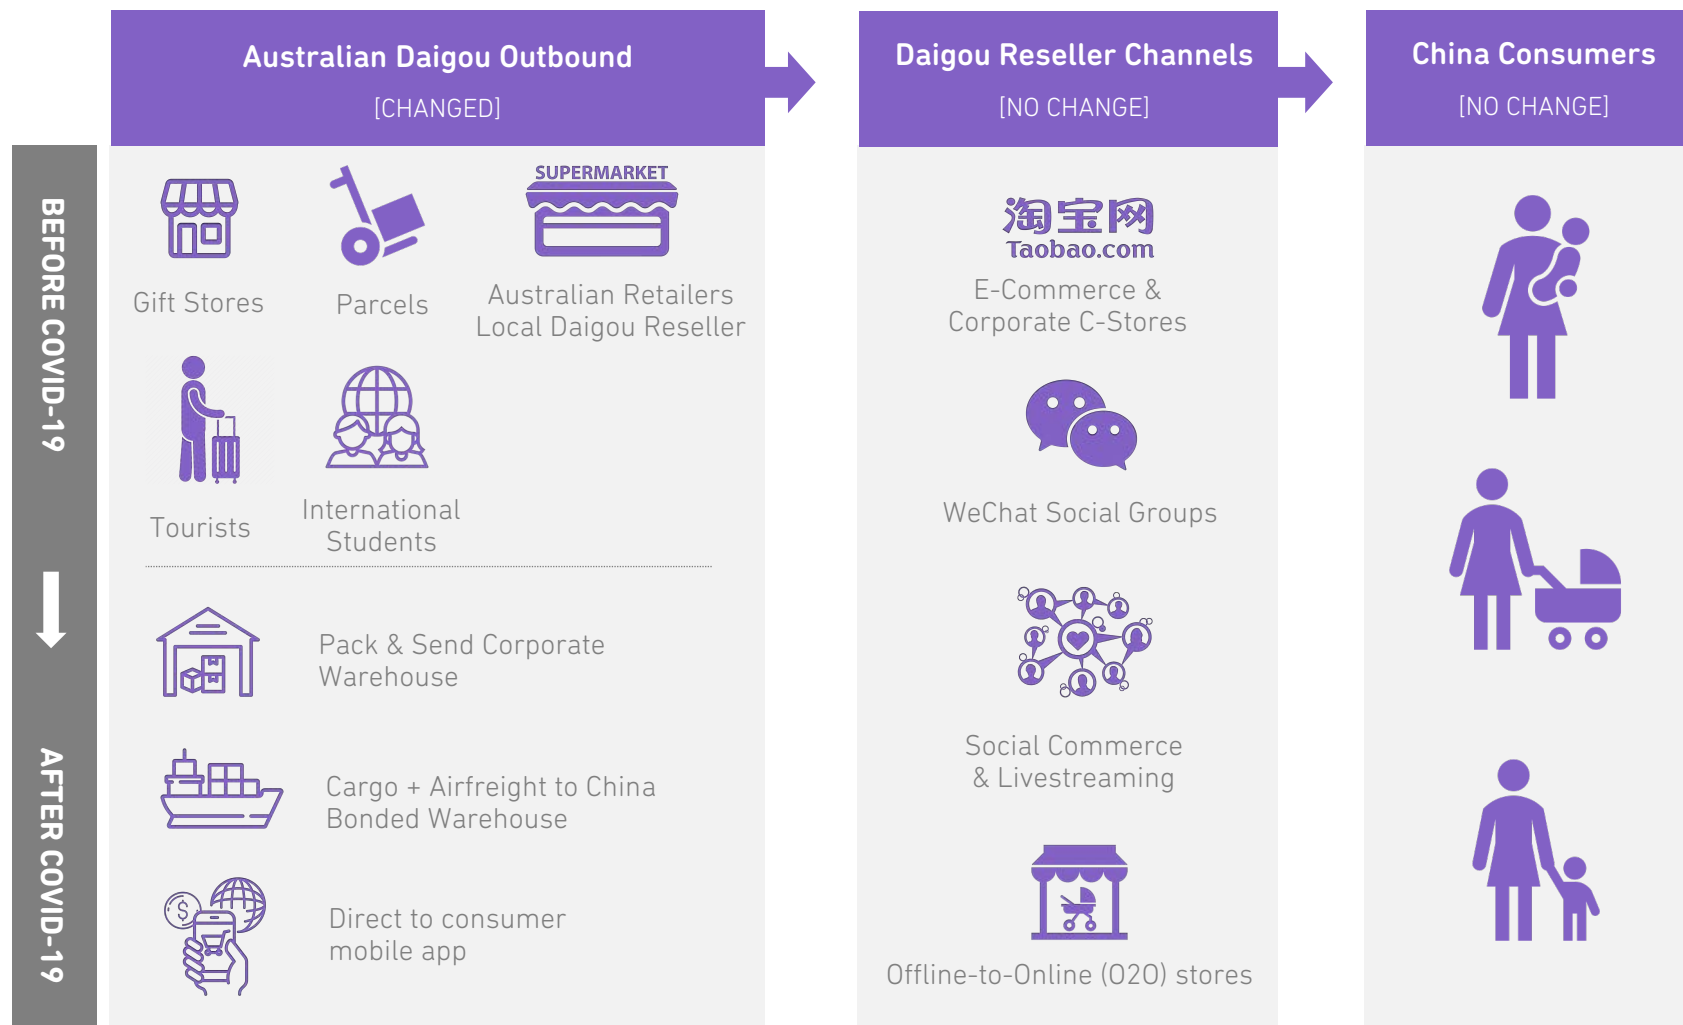 Australian Daigou Outbound
[CHANGED]
Daigou Reseller Channels
[NO CHANGE]
China Consumers
[NO CHANGE]
BEFORE COVID-19
AFTER COVID-19
SUPERMARKET
Gift Stores
Parcels
Australian Retailers
Local Daigou Reseller
Tourists
International
Students
Pack & Send Corporate
Warehouse
Cargo + Airfreight to China
Bonded Warehouse
$
Direct to consumer
mobile app
淘宝网
Taobao.com
E-Commerce &
Corporate C-Stores
WeChat Social Groups
Social Commerce
& Livestreaming
Offline-to-Online (O2O) stores